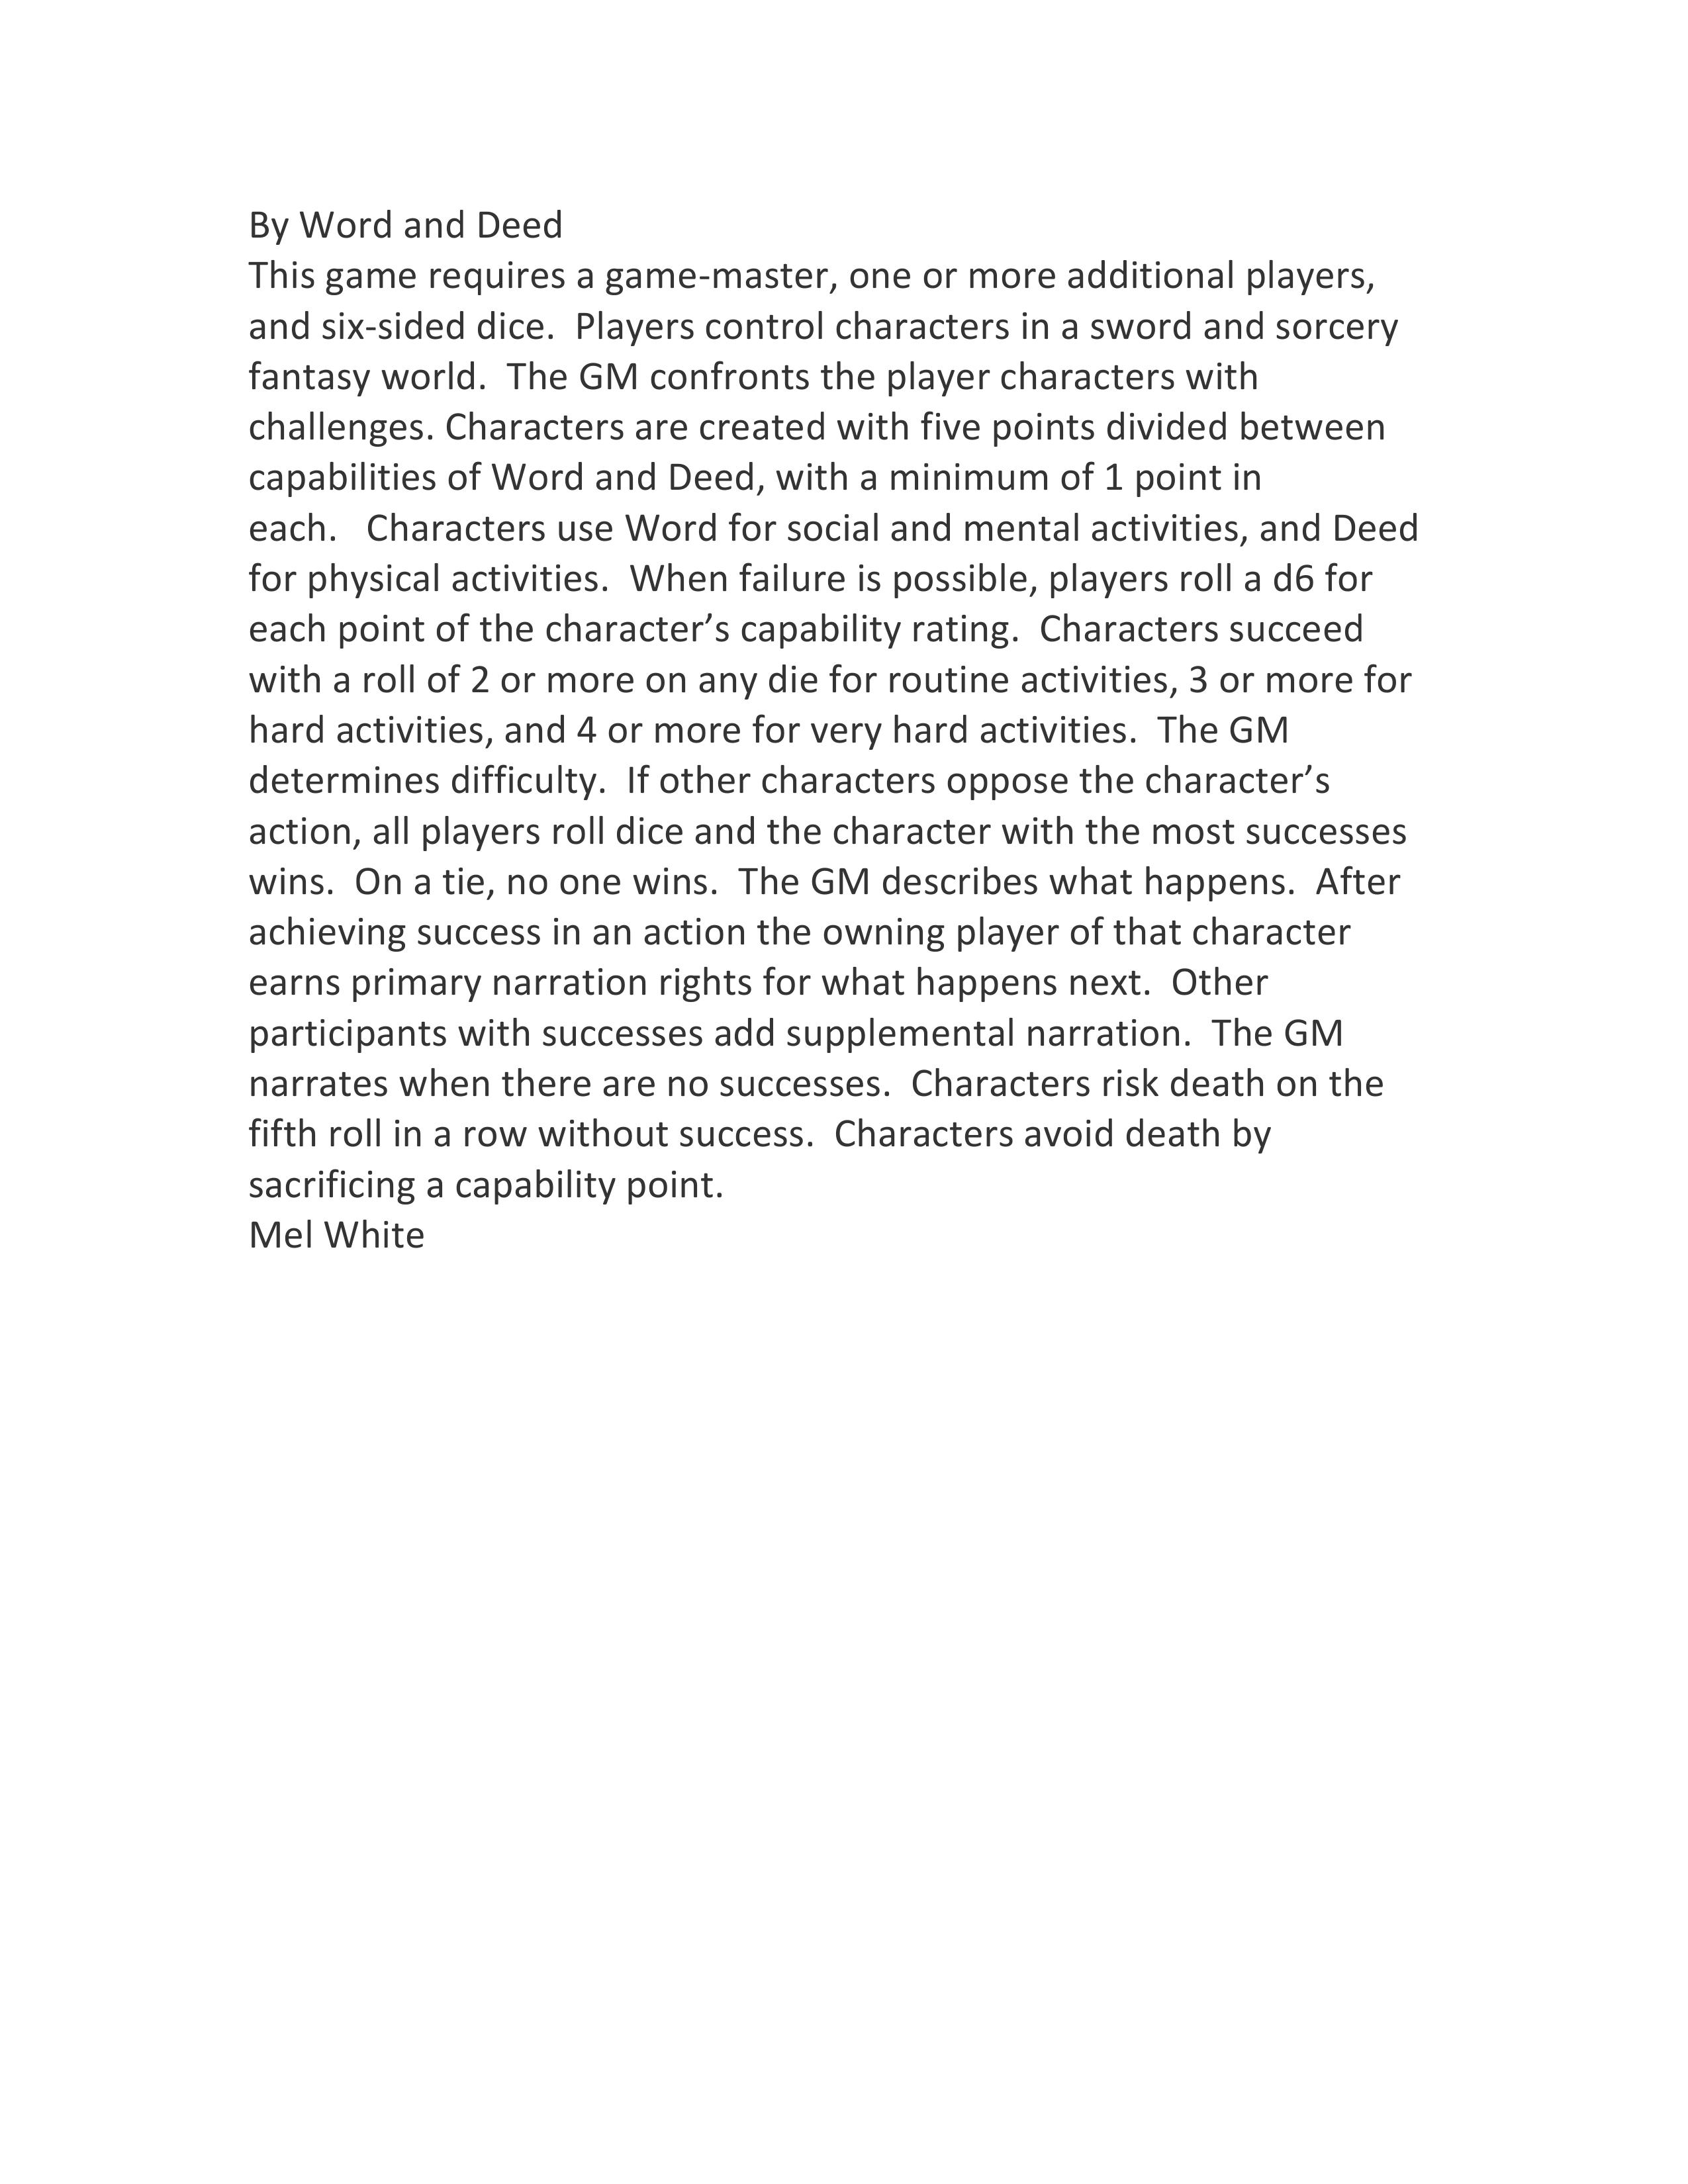 By Word and Deed
This game requires a game-master, one or more additional players,
and six-sided dice.  Players control characters in a sword and sorcery
fantasy world.  The GM confronts the player characters with
challenges. Characters are created with five points divided between
capabilities of Word and Deed, with a minimum of 1 point in
each.   Characters use Word for social and mental activities, and Deed
for physical activities.  When failure is possible, players roll a d6 for
each point of the character’s capability rating.  Characters succeed
with a roll of 2 or more on any die for routine activities, 3 or more for
hard activities, and 4 or more for very hard activities.  The GM
determines difficulty.  If other characters oppose the character’s
action, all players roll dice and the character with the most successes
wins.  On a tie, no one wins.  The GM describes what happens.  After
achieving success in an action the owning player of that character
earns primary narration rights for what happens next.  Other
participants with successes add supplemental narration.  The GM
narrates when there are no successes.  Characters risk death on the
fifth roll in a row without success.  Characters avoid death by
sacrificing a capability point.
Mel White